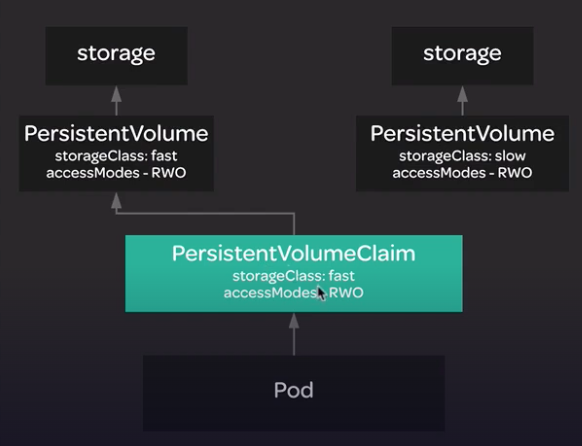 storage
storage
PersistentVolume
storageClass: fast
accessModes - RWO
PersistentVolume
storageClass: slow
accessModes - RWO
PersistentVolumeClaim
storageClass: fast
accessModes - RWO
Pod